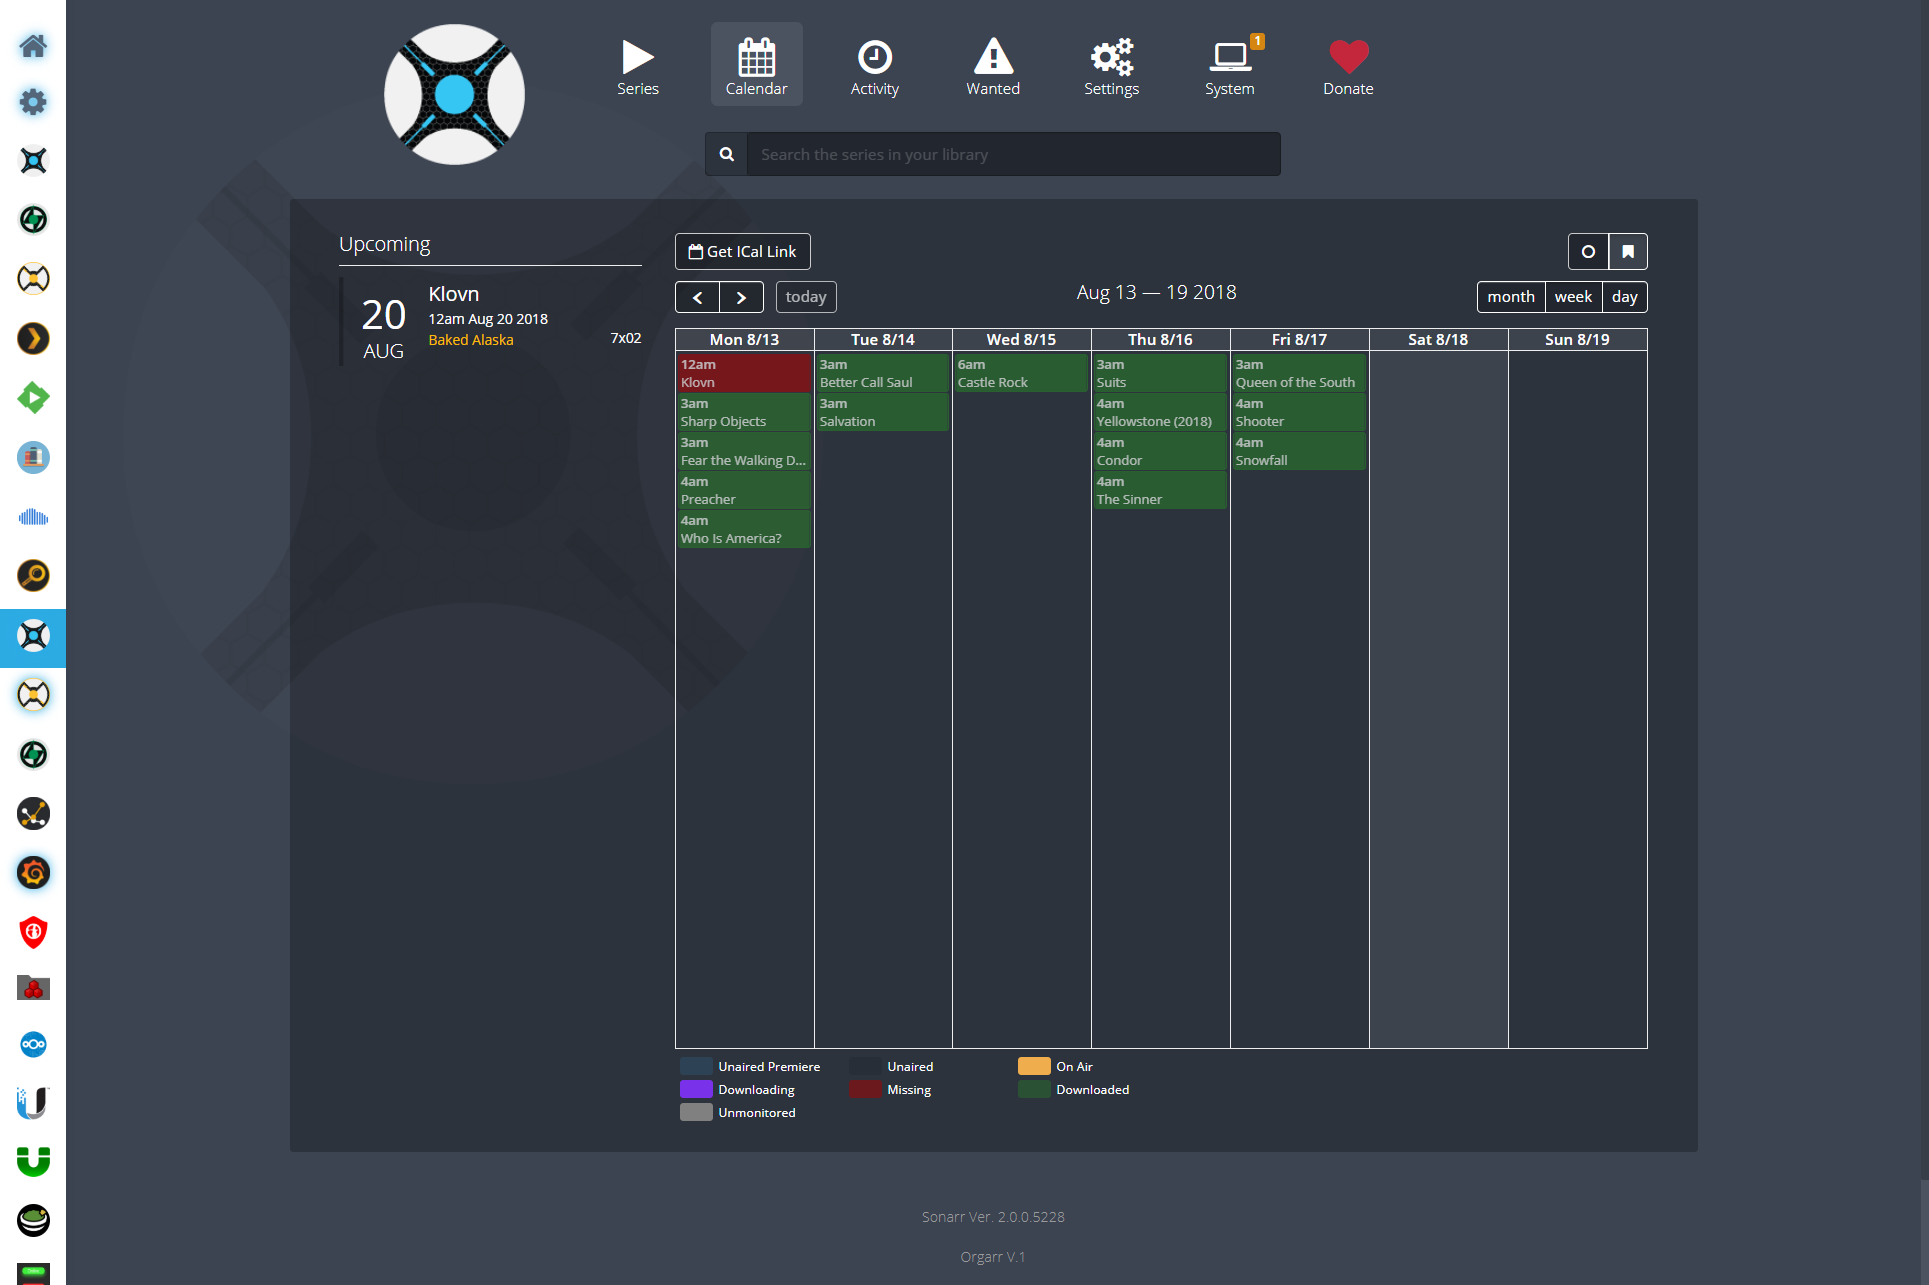 Series
Calendar
Activity
Wanted
Settings
1
System
Donate
Search the series in your library
Upcoming
20
AUG
Klovn
12am Aug 20 2018
Baked Alaska
7x02
Get ICal Link
today
Aug 13 — 19 2018
month
week
day
Mon 8/13
Tue 8/14
Wed 8/15
Thu 8/16
Fri 8/17
Sat 8/18
Sun 8/19
12am
Klovn
3am
Sharp Objects
3am
Fear the Walking D...
4am
Preacher
4am
Who Is America?
3am
Better Call Saul
3am
Salvation
6am
Castle Rock
3am
Suits
4am
Yellowstone (2018)
4am
Condor
4am
The Sinner
3am
Queen of the South
4am
Shooter
4am
Snowfall
Unaired Premiere
Unaired
On Air
Downloading
Missing
Downloaded
Unmonitored
Sonarr Ver. 2.0.0.5228
Orgarr V.1